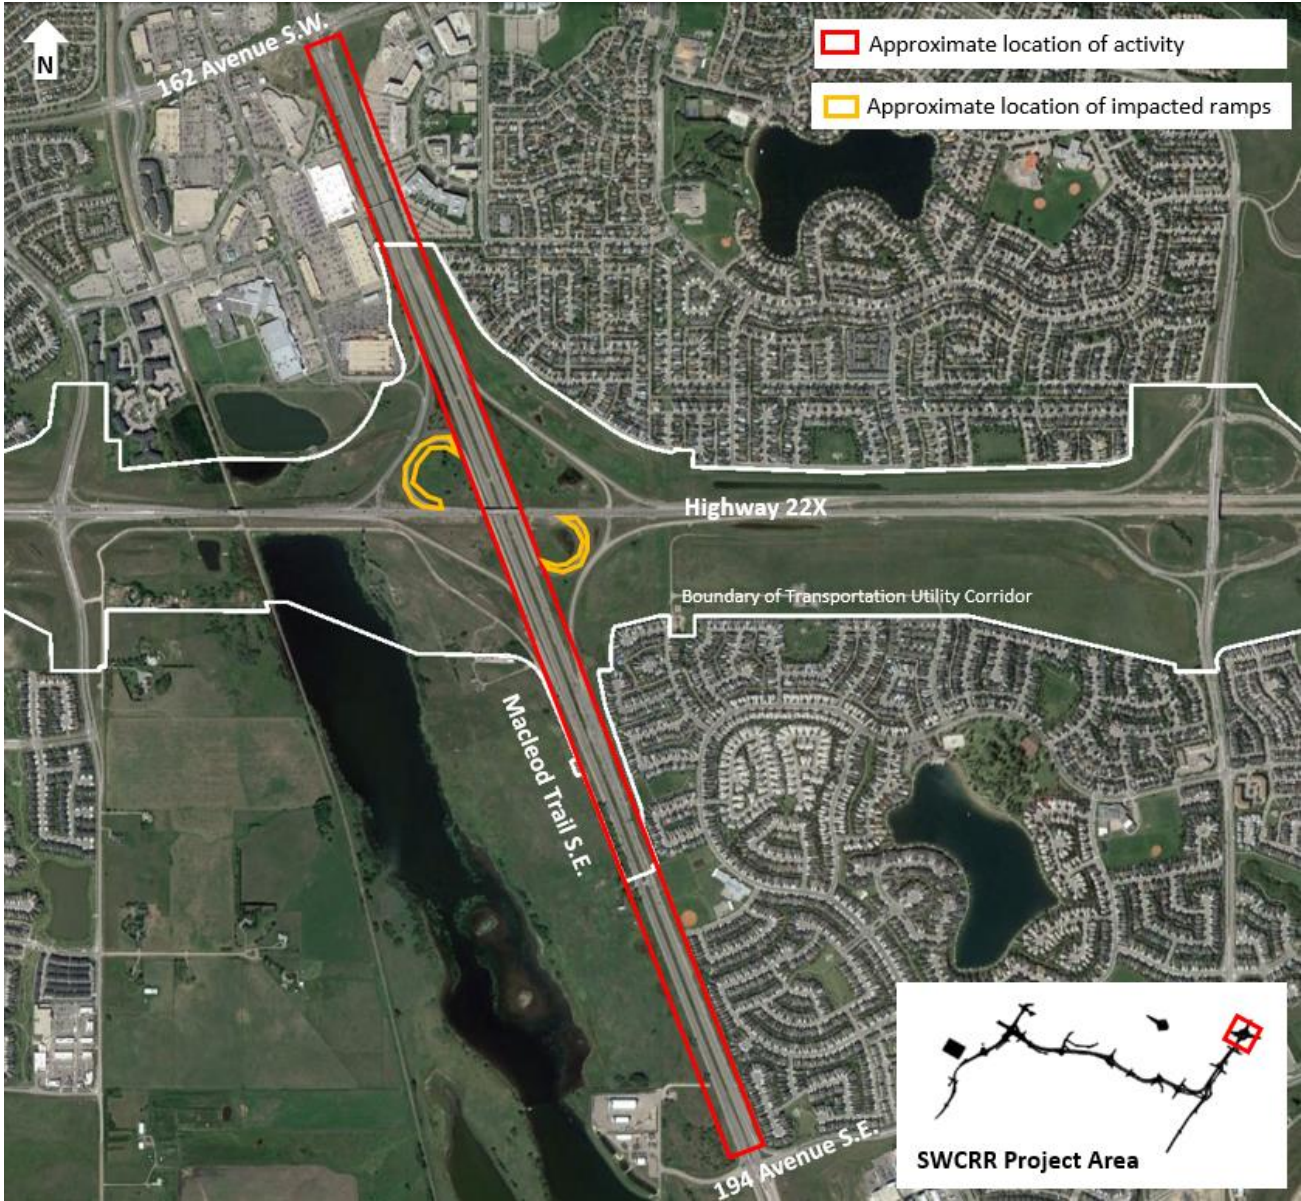 162 Avenue S.W.
N
Approximate location of activity
Approximate location of impacted ramps
Highway 22X
Boundary of Transportation Utility Corridor
Macleod Trail S.E.
194 Avenue S.E.
SWCRR Project Area